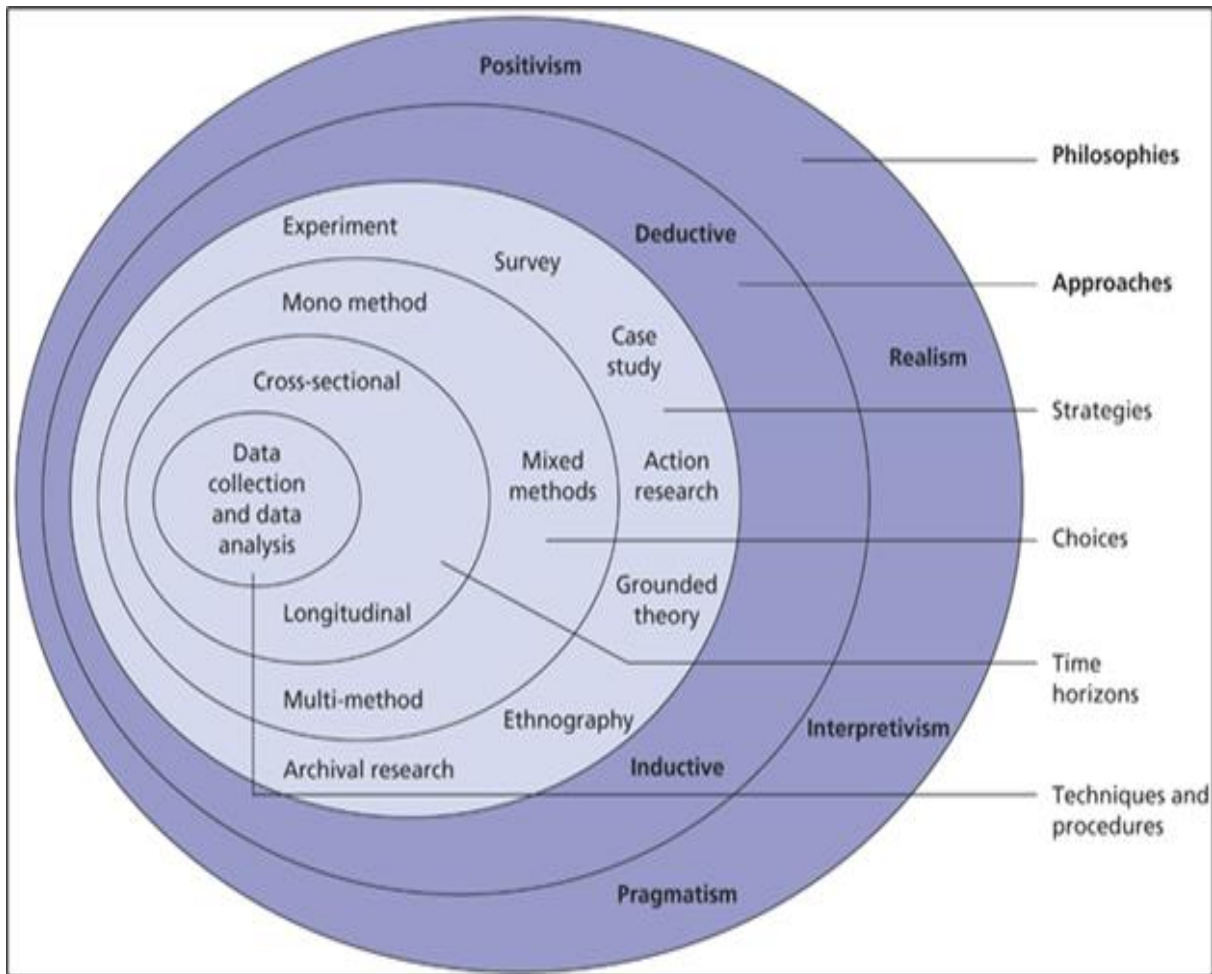 Positivism
Philosophies
Experiment
Deductive
Survey
Approaches
Mono method
Case
study
Realism
Cross-sectional
Strategies
Data
collection
and data
analysis
Mixed
methods
Action
research
Choices
Grounded
theory
Longitudinal
Time
horizons
Multi-method
Ethnography
Interpretivism
Archival research
Inductive
Techniques and
procedures
Pragmatism